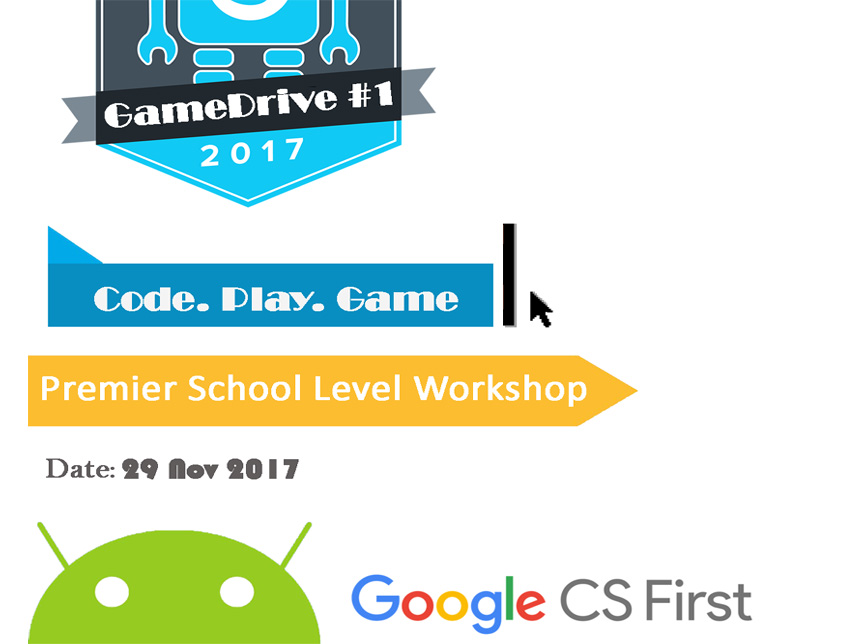 GameDrive #1
2017
Code. Play. Game
Premier School Level Workshop
Date: 29 Nov 2017
Google CS First